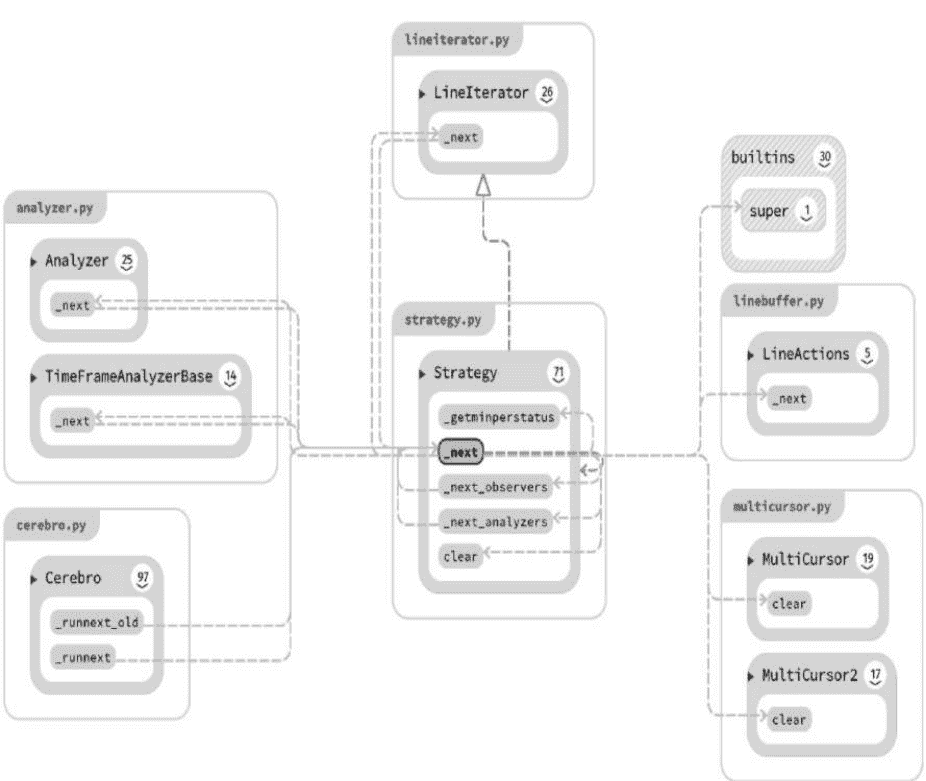 lineiterator.py
LineIterator 26
_next
builtins 30
super 1
analyzer.py
Analyzer 25
_next
TimeFrameAnalyzerBase 14
_next
strategy.py
Strategy 71
_getminperstatus
_next
_next_observers
_next_analyzers
clear
linebuffer.py
LineActions 5
_next
cerebro.py
Cerebro 97
_runnext_old
_runnext
multicursor.py
MultiCursor 19
clear
MultiCursor2 17
clear